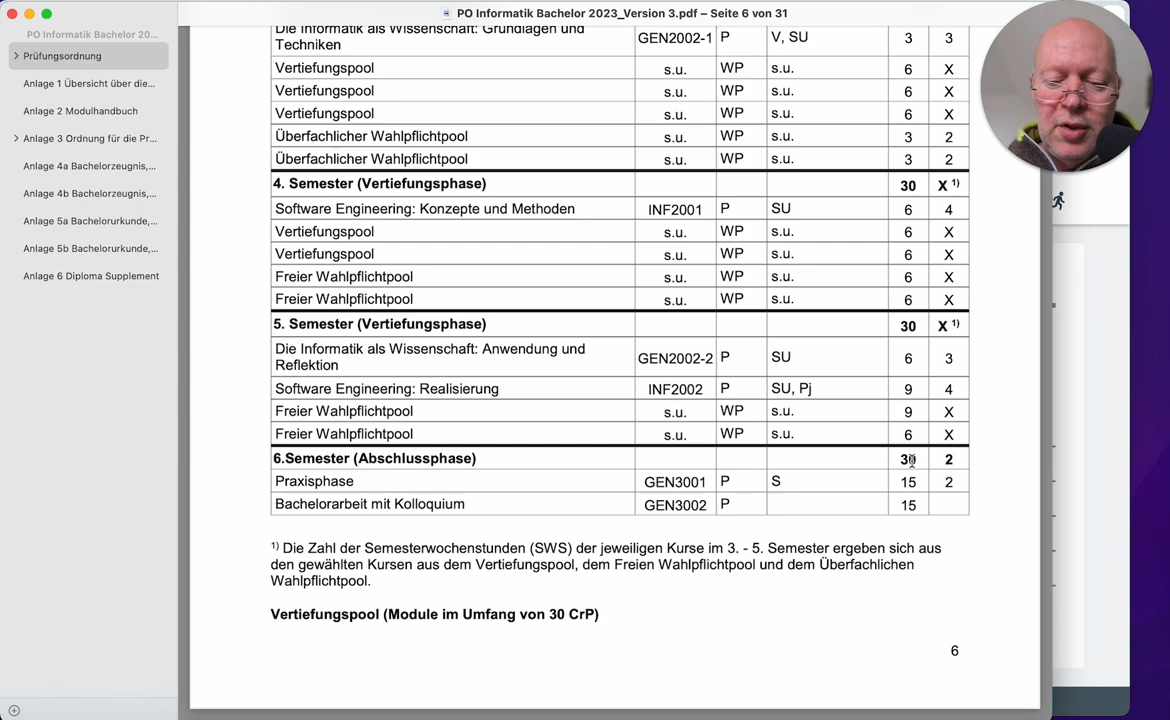 PO Informatik Bachelor 2023_Version 3.pdf – Seite 6 von 31
PO Informatik Bachelor 20...
Prüfungsordnung
Anlage 1 Übersicht über die...
Anlage 2 Modulhandbuch
Anlage 3 Ordnung für die Pr...
Anlage 4a Bachelorzeugnis,...
Anlage 4b Bachelorzeugnis,...
Anlage 5a Bachelorurkunde,...
Anlage 5b Bachelorurkunde,...
Anlage 6 Diploma Supplement
Die Informatik als Wissenschaft: Grundlagen und
Techniken GEN2002-1 P V, SU 3 3
Vertiefungspool s.u. WP s.u. 6 X
Vertiefungspool s.u. WP s.u. 6 X
Vertiefungspool s.u. WP s.u. 6 X
Überfachlicher Wahlpflichtpool s.u. WP s.u. 3 2
Überfachlicher Wahlpflichtpool s.u. WP s.u. 3 2
4. Semester (Vertiefungsphase) 30 X 1)
Software Engineering: Konzepte und Methoden INF2001 P SU 6 4
Vertiefungspool s.u. WP s.u. 6 X
Vertiefungspool s.u. WP s.u. 6 X
Freier Wahlpflichtpool s.u. WP s.u. 6 X
Freier Wahlpflichtpool s.u. WP s.u. 6 X
5. Semester (Vertiefungsphase) 30 X 1)
Die Informatik als Wissenschaft: Anwendung und
Reflektion GEN2002-2 P SU 6 3
Software Engineering: Realisierung INF2002 P SU, Pj 9 4
Freier Wahlpflichtpool s.u. WP s.u. 9 X
Freier Wahlpflichtpool s.u. WP s.u. 6 X
6.Semester (Abschlussphase) 30 2
Praxisphase GEN3001 P S 15 2
Bachelorarbeit mit Kolloquium GEN3002 P 15
1) Die Zahl der Semesterwochenstunden (SWS) der jeweiligen Kurse im 3. - 5. Semester ergeben sich aus
den gewählten Kursen aus dem Vertiefungspool, dem Freien Wahlpflichtpool und dem Überfachlichen
Wahlpflichtpool.
Vertiefungspool (Module im Umfang von 30 CrP)
6